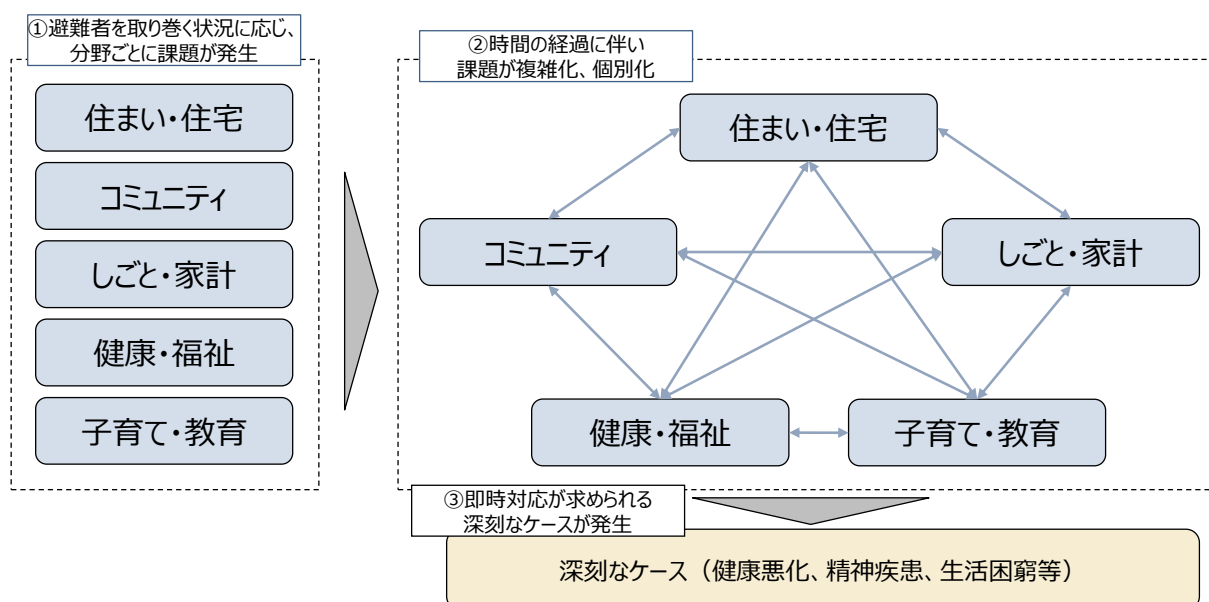 ①避難者を取り巻く状況に応じ、
分野ごとに課題が発生
住まい・住宅
コミュニティ
しごと・家計
健康・福祉
子育て・教育
②時間の経過に伴い
課題が複雑化、個別化
住まい・住宅
コミュニティ
しごと・家計
健康・福祉
子育て・教育
③即時対応が求められる
深刻なケースが発生
深刻なケース（健康悪化、精神疾患、生活困窮等）